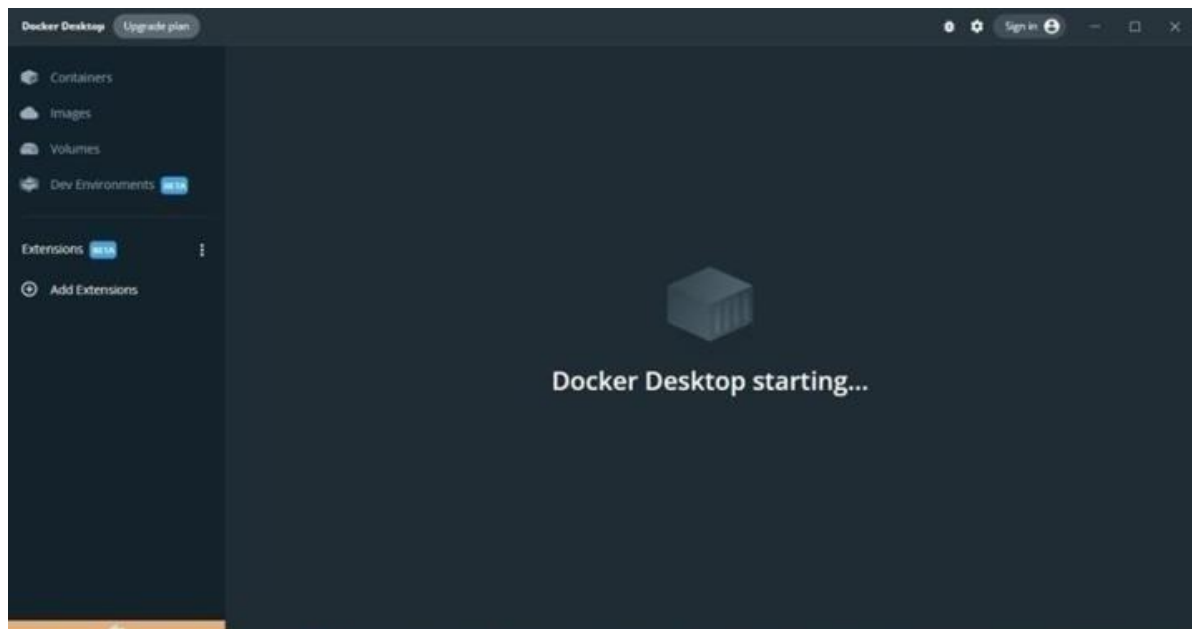 Docker Desktop Upgrade plan Sign in
Containers
Images
Volumes
Dev Environments BETA
Extensions BETA
Add Extensions
Docker Desktop starting...